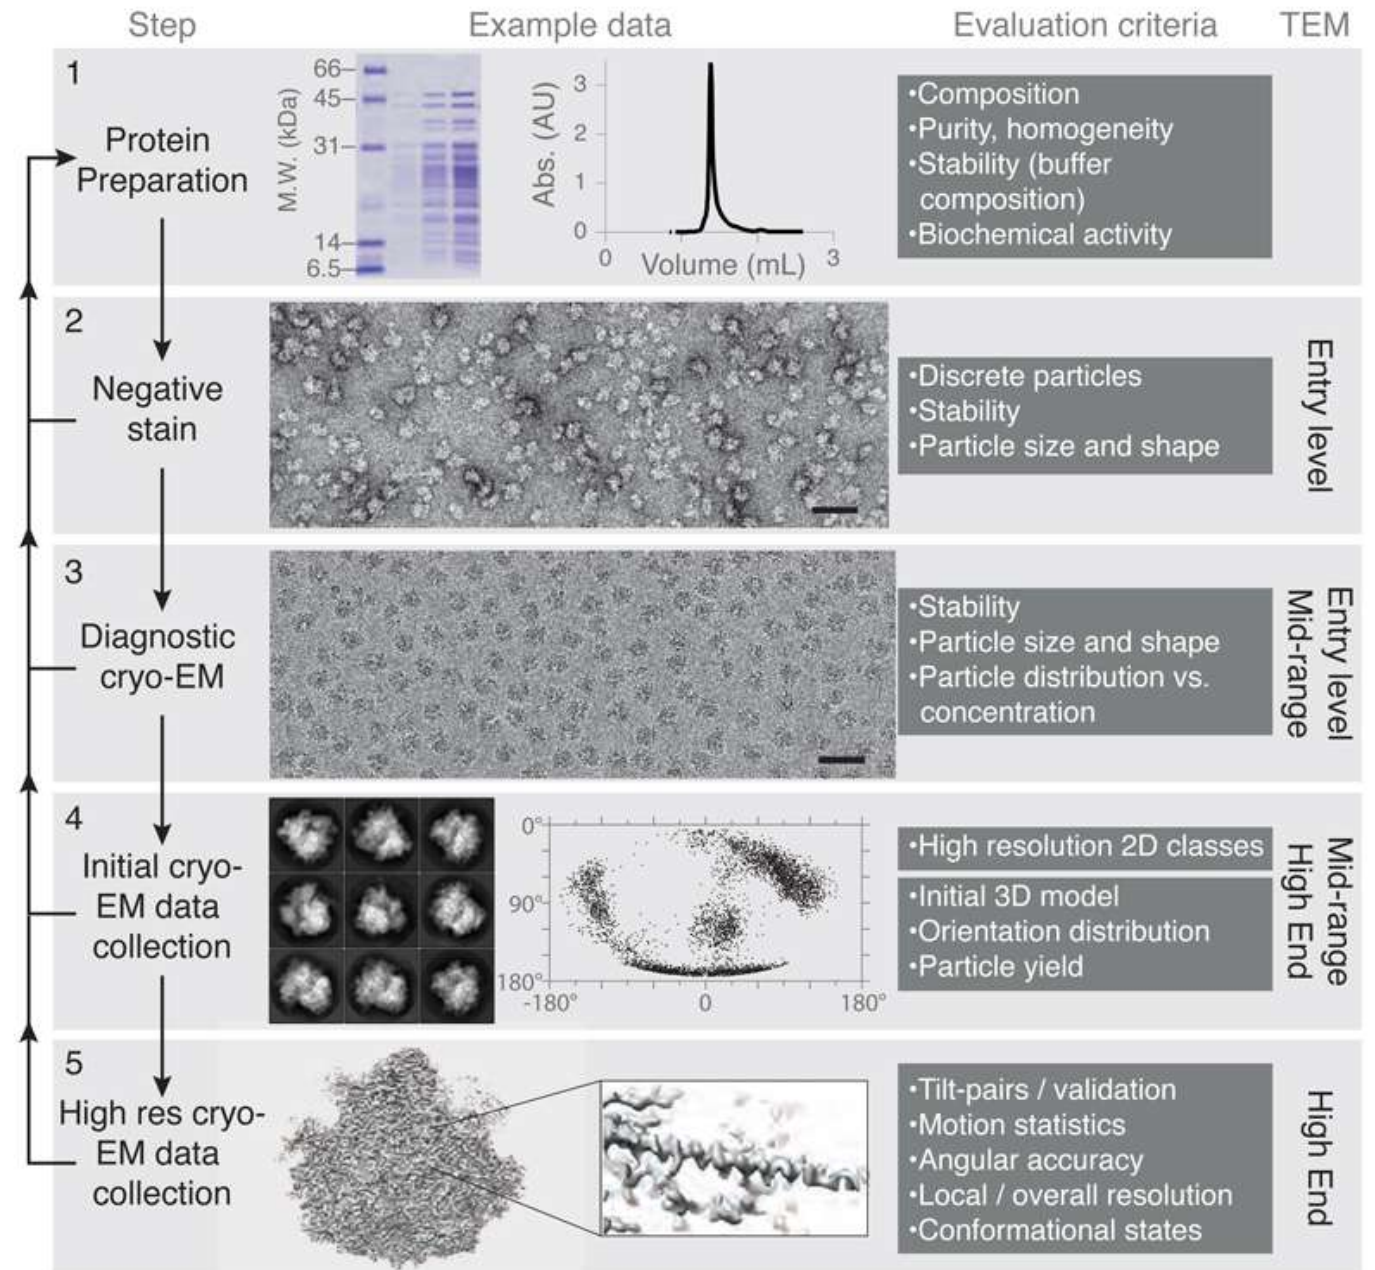 Step
Example data
Evaluation criteria
TEM
1
Protein
Preparation
M.W. (kDa)
66
45
31
14
6.5
Abs. (AU)
3
2
1
0
0
Volume (mL)
3
•Composition
•Purity, homogeneity
•Stability (buffer
composition)
•Biochemical activity
2
Negative
stain
•Discrete particles
•Stability
•Particle size and shape
Entry level
3
Diagnostic
cryo-EM
•Stability
•Particle size and shape
•Particle distribution vs.
concentration
Entry level
Mid-range
4
Initial cryo-
EM data
collection
0°
90°
180°
-180°
0
180°
•High resolution 2D classes
•Initial 3D model
•Orientation distribution
•Particle yield
Mid-range
High End
5
High res cryo-
EM data
collection
•Tilt-pairs / validation
•Motion statistics
•Angular accuracy
•Local / overall resolution
•Conformational states
High End